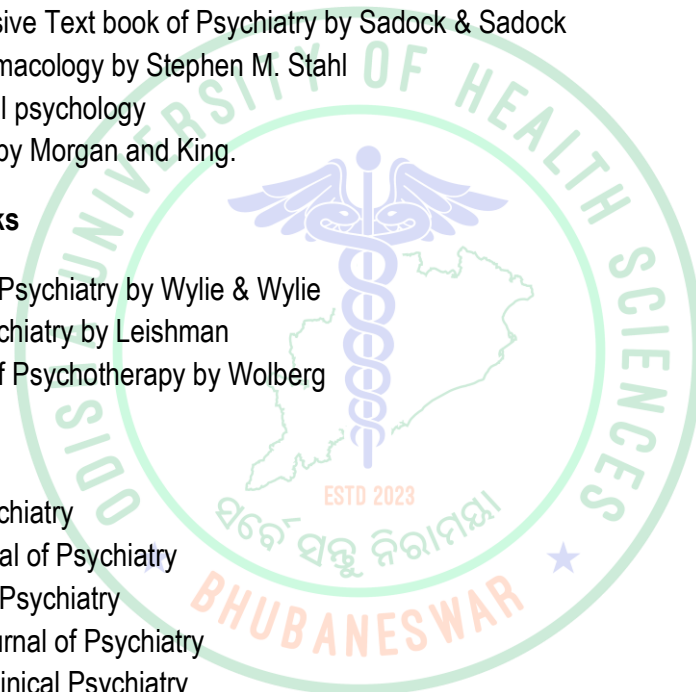 sive Text book of Psychiatry by Sadock & Sadock
macology by Stephen M. Stahl
l psychology
by Morgan and King.
ks
Psychiatry by Wylie & Wylie
chiatry by Leishman
f Psychotherapy by Wolberg
chiatry
al of Psychiatry
Psychiatry
urnal of Psychiatry
inical Psychiatry
ODISHA UNIVERSITY OF HEALTH SCIENCES
ESTD 2023
ସର୍ବେ ସନ୍ତୁ ନିରାମୟା
BHUBANESWAR